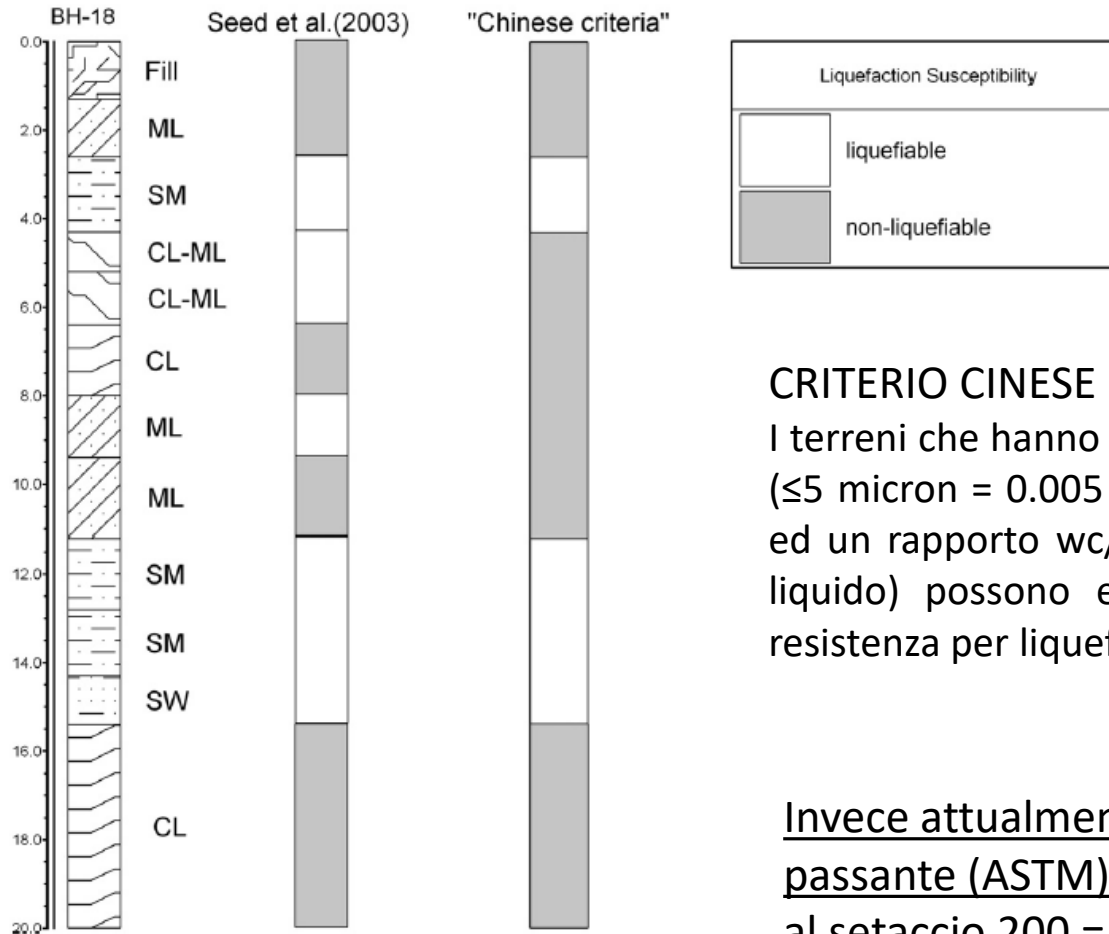 BH-18
Seed et al.(2003)
"Chinese criteria"
0.0
2.0
4.0
6.0
8.0
10.0
12.0
14.0
16.0
18.0
20.0
Fill
ML
SM
CL-ML
CL-ML
CL
ML
ML
SM
SM
SW
CL
Liquefaction Susceptibility
liquefiable
non-liquefiable
CRITERIO CINESE
I terreni che hanno
(≤5 micron = 0.005
ed un rapporto wc/
liquido) possono e
resistenza per liquef
Invece attualmen
passante (ASTM)
al setaccio 200 =